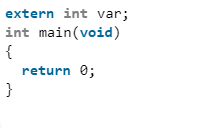 extern int var;
int main(void)
{
  return 0;
}